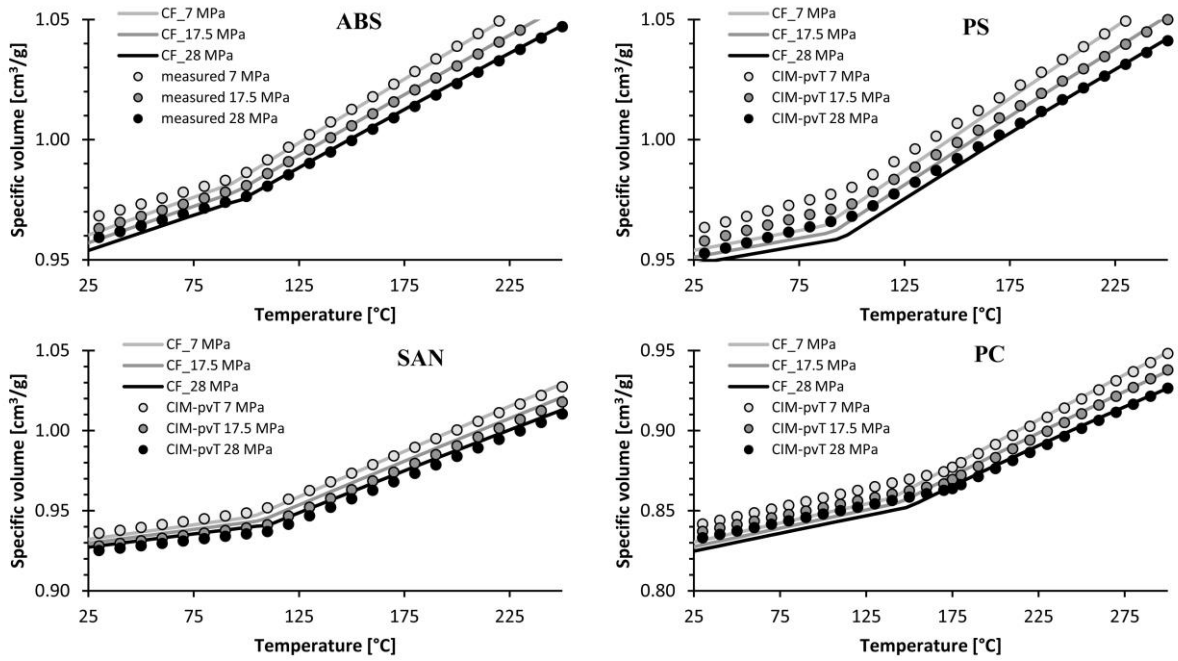 ABS
CF_7 MPa
CF_17.5 MPa
CF_28 MPa
measured 7 MPa
measured 17.5 MPa
measured 28 MPa
Specific volume [cm³/g]
1.05
1.00
0.95
25
75
125
175
225
Temperature [°C]
PS
CF_7 MPa
CF_17.5 MPa
CF_28 MPa
CIM-pvT 7 MPa
CIM-pvT 17.5 MPa
CIM-pvT 28 MPa
Specific volume [cm³/g]
1.05
1.00
0.95
25
75
125
175
225
Temperature [°C]
SAN
CF_7 MPa
CF_17.5 MPa
CF_28 MPa
CIM-pvT 7 MPa
CIM-pvT 17.5 MPa
CIM-pvT 28 MPa
Specific volume [cm³/g]
1.05
1.00
0.95
0.90
25
75
125
175
225
Temperature [°C]
PC
CF_7 MPa
CF_17.5 MPa
CF_28 MPa
CIM-pvT 7 MPa
CIM-pvT 17.5 MPa
CIM-pvT 28 MPa
Specific volume [cm³/g]
0.95
0.90
0.85
0.80
25
75
125
175
225
275
Temperature [°C]